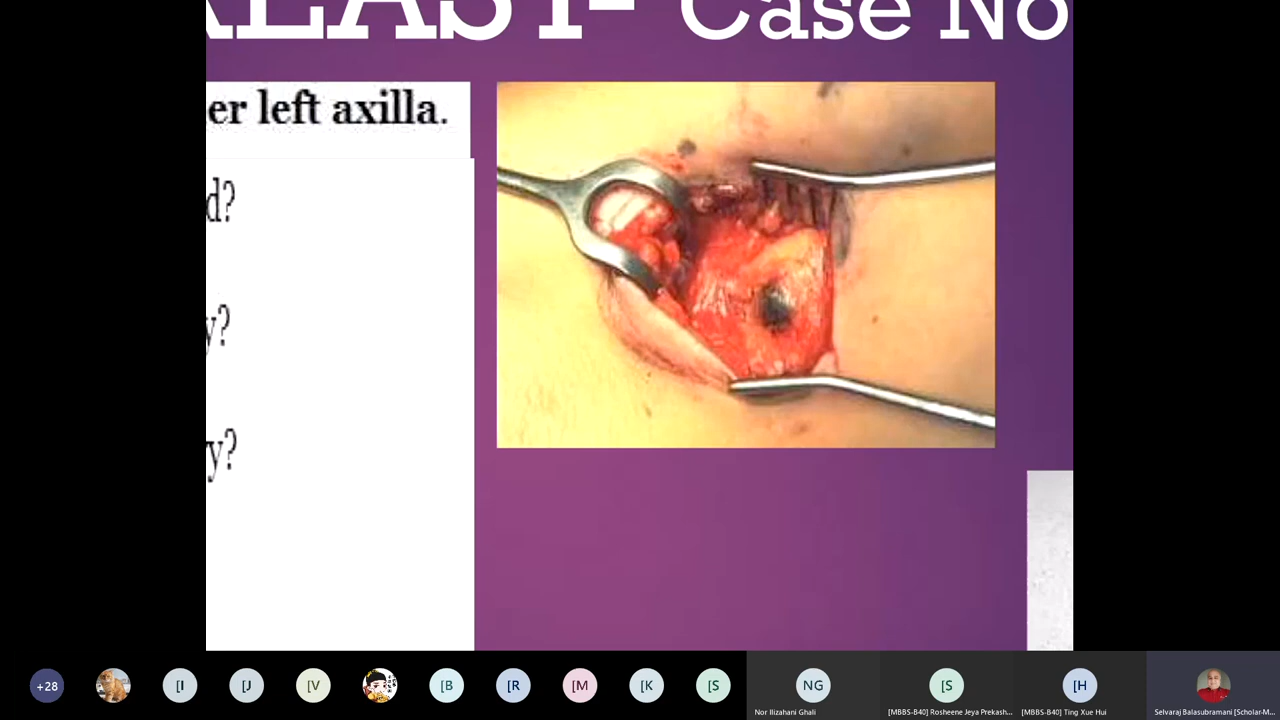 Case No
er left axilla.
d?
y?
y?
+28
[I
[J
[V
[B
[R
[M
[K
[S
NG
[S
[H
Nor Ilizahani Ghali
[MBBS-B40] Rosheene Jeya Prekash...
[MBBS-B40] Ting Xue Hui
Selvaraj Balasubramani [Scholar-M...